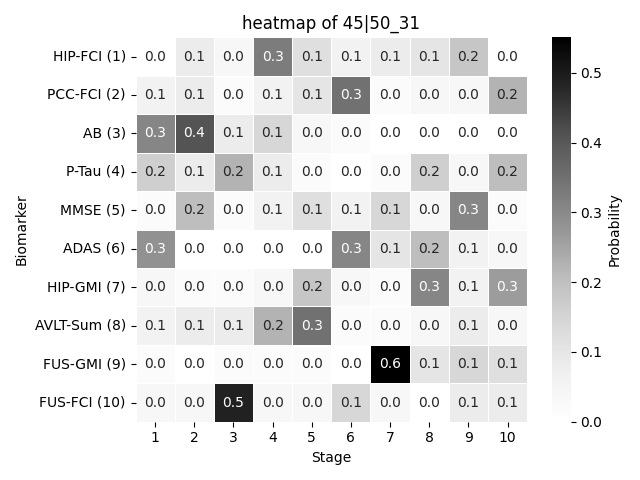 heatmap of 45|50_31
HIP-FCI (1) 0.0 0.1 0.0 0.3 0.1 0.1 0.1 0.1 0.2 0.0
PCC-FCI (2) 0.1 0.1 0.0 0.1 0.1 0.3 0.0 0.0 0.0 0.2
AB (3) 0.3 0.4 0.1 0.1 0.0 0.0 0.0 0.0 0.0 0.0
P-Tau (4) 0.2 0.1 0.2 0.1 0.0 0.0 0.0 0.2 0.0 0.2
MMSE (5) 0.0 0.2 0.0 0.1 0.1 0.1 0.1 0.0 0.3 0.0
ADAS (6) 0.3 0.0 0.0 0.0 0.0 0.3 0.1 0.2 0.1 0.0
HIP-GMI (7) 0.0 0.0 0.0 0.0 0.2 0.0 0.0 0.3 0.1 0.3
AVLT-Sum (8) 0.1 0.1 0.1 0.2 0.3 0.0 0.0 0.0 0.1 0.0
FUS-GMI (9) 0.0 0.0 0.0 0.0 0.0 0.0 0.6 0.1 0.1 0.1
FUS-FCI (10) 0.0 0.0 0.5 0.0 0.0 0.1 0.0 0.0 0.1 0.1
1 2 3 4 5 6 7 8 9 10
Stage
Biomarker
0.5
0.4
0.3
0.2
0.1
0.0
Probability